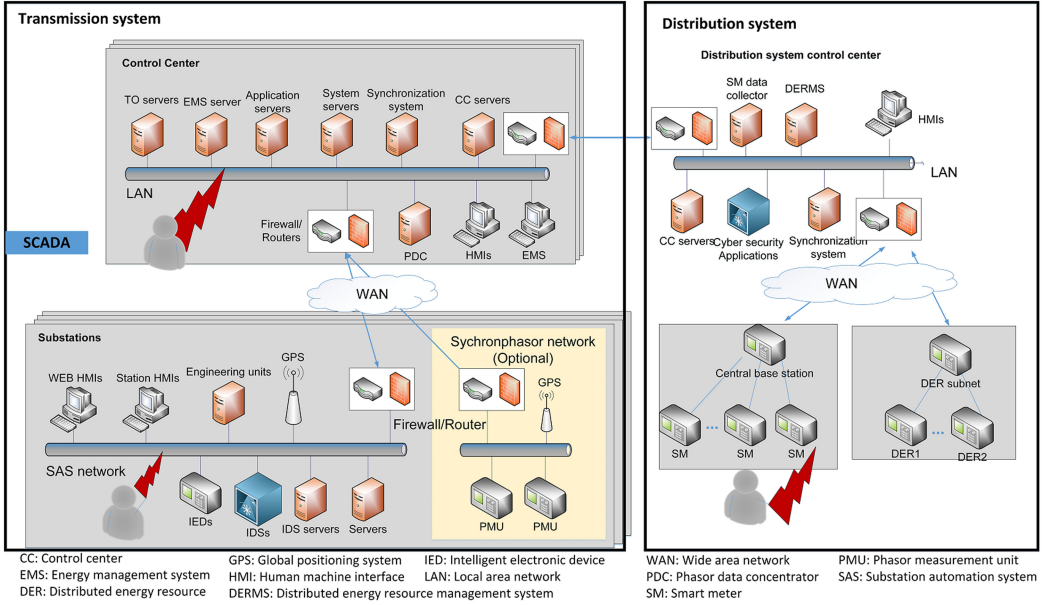 Transmission system
Control Center
TO servers
EMS server
Application
servers
System
servers
Synchronization
system
CC servers
LAN
Firewall/
Routers
PDC
HMIs
EMS
SCADA
WAN
Substations
WEB HMIs
Station HMIs
Engineering units
GPS
SAS network
IEDs
IDSs
IDS servers
Servers
Firewall/Router
Sychronphasor network
(Optional)
GPS
PMU
PMU
Distribution system
Distribution system control center
SM data
collector
DERMS
HMIs
LAN
CC servers
Cyber security
Applications
Synchronization
system
WAN
Central base station
SM
SM
SM
DER subnet
DER1
DER2
CC: Control center
EMS: Energy management system
DER: Distributed energy resource
GPS: Global positioning system
HMI: Human machine interface
DERMS: Distributed energy resource management system
IED: Intelligent electronic device
LAN: Local area network
WAN: Wide area network
PDC: Phasor data concentrator
SM: Smart meter
PMU: Phasor measurement unit
SAS: Substation automation system